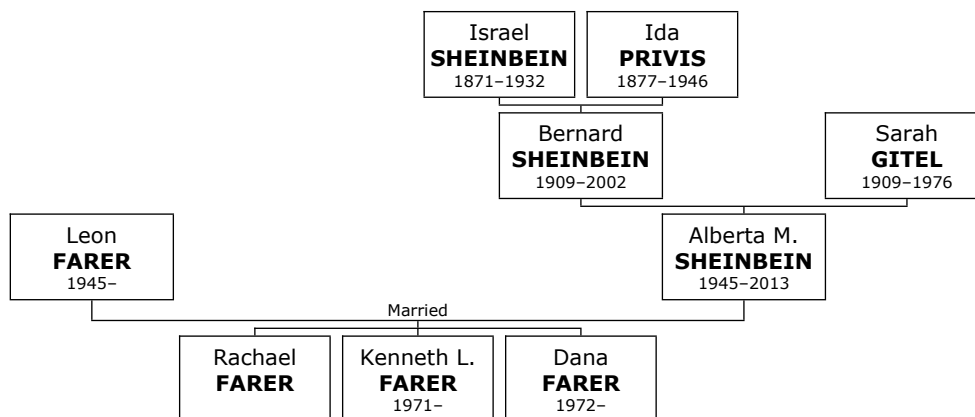 Israel
SHEINBEIN
1871–1932
Ida
PRIVIS
1877–1946
Bernard
SHEINBEIN
1909–2002
Sarah
GITEL
1909–1976
Leon
FARER
1945–
Alberta M.
SHEINBEIN
1945–2013
Married
Rachael
FARER
Kenneth L.
FARER
1971–
Dana
FARER
1972–